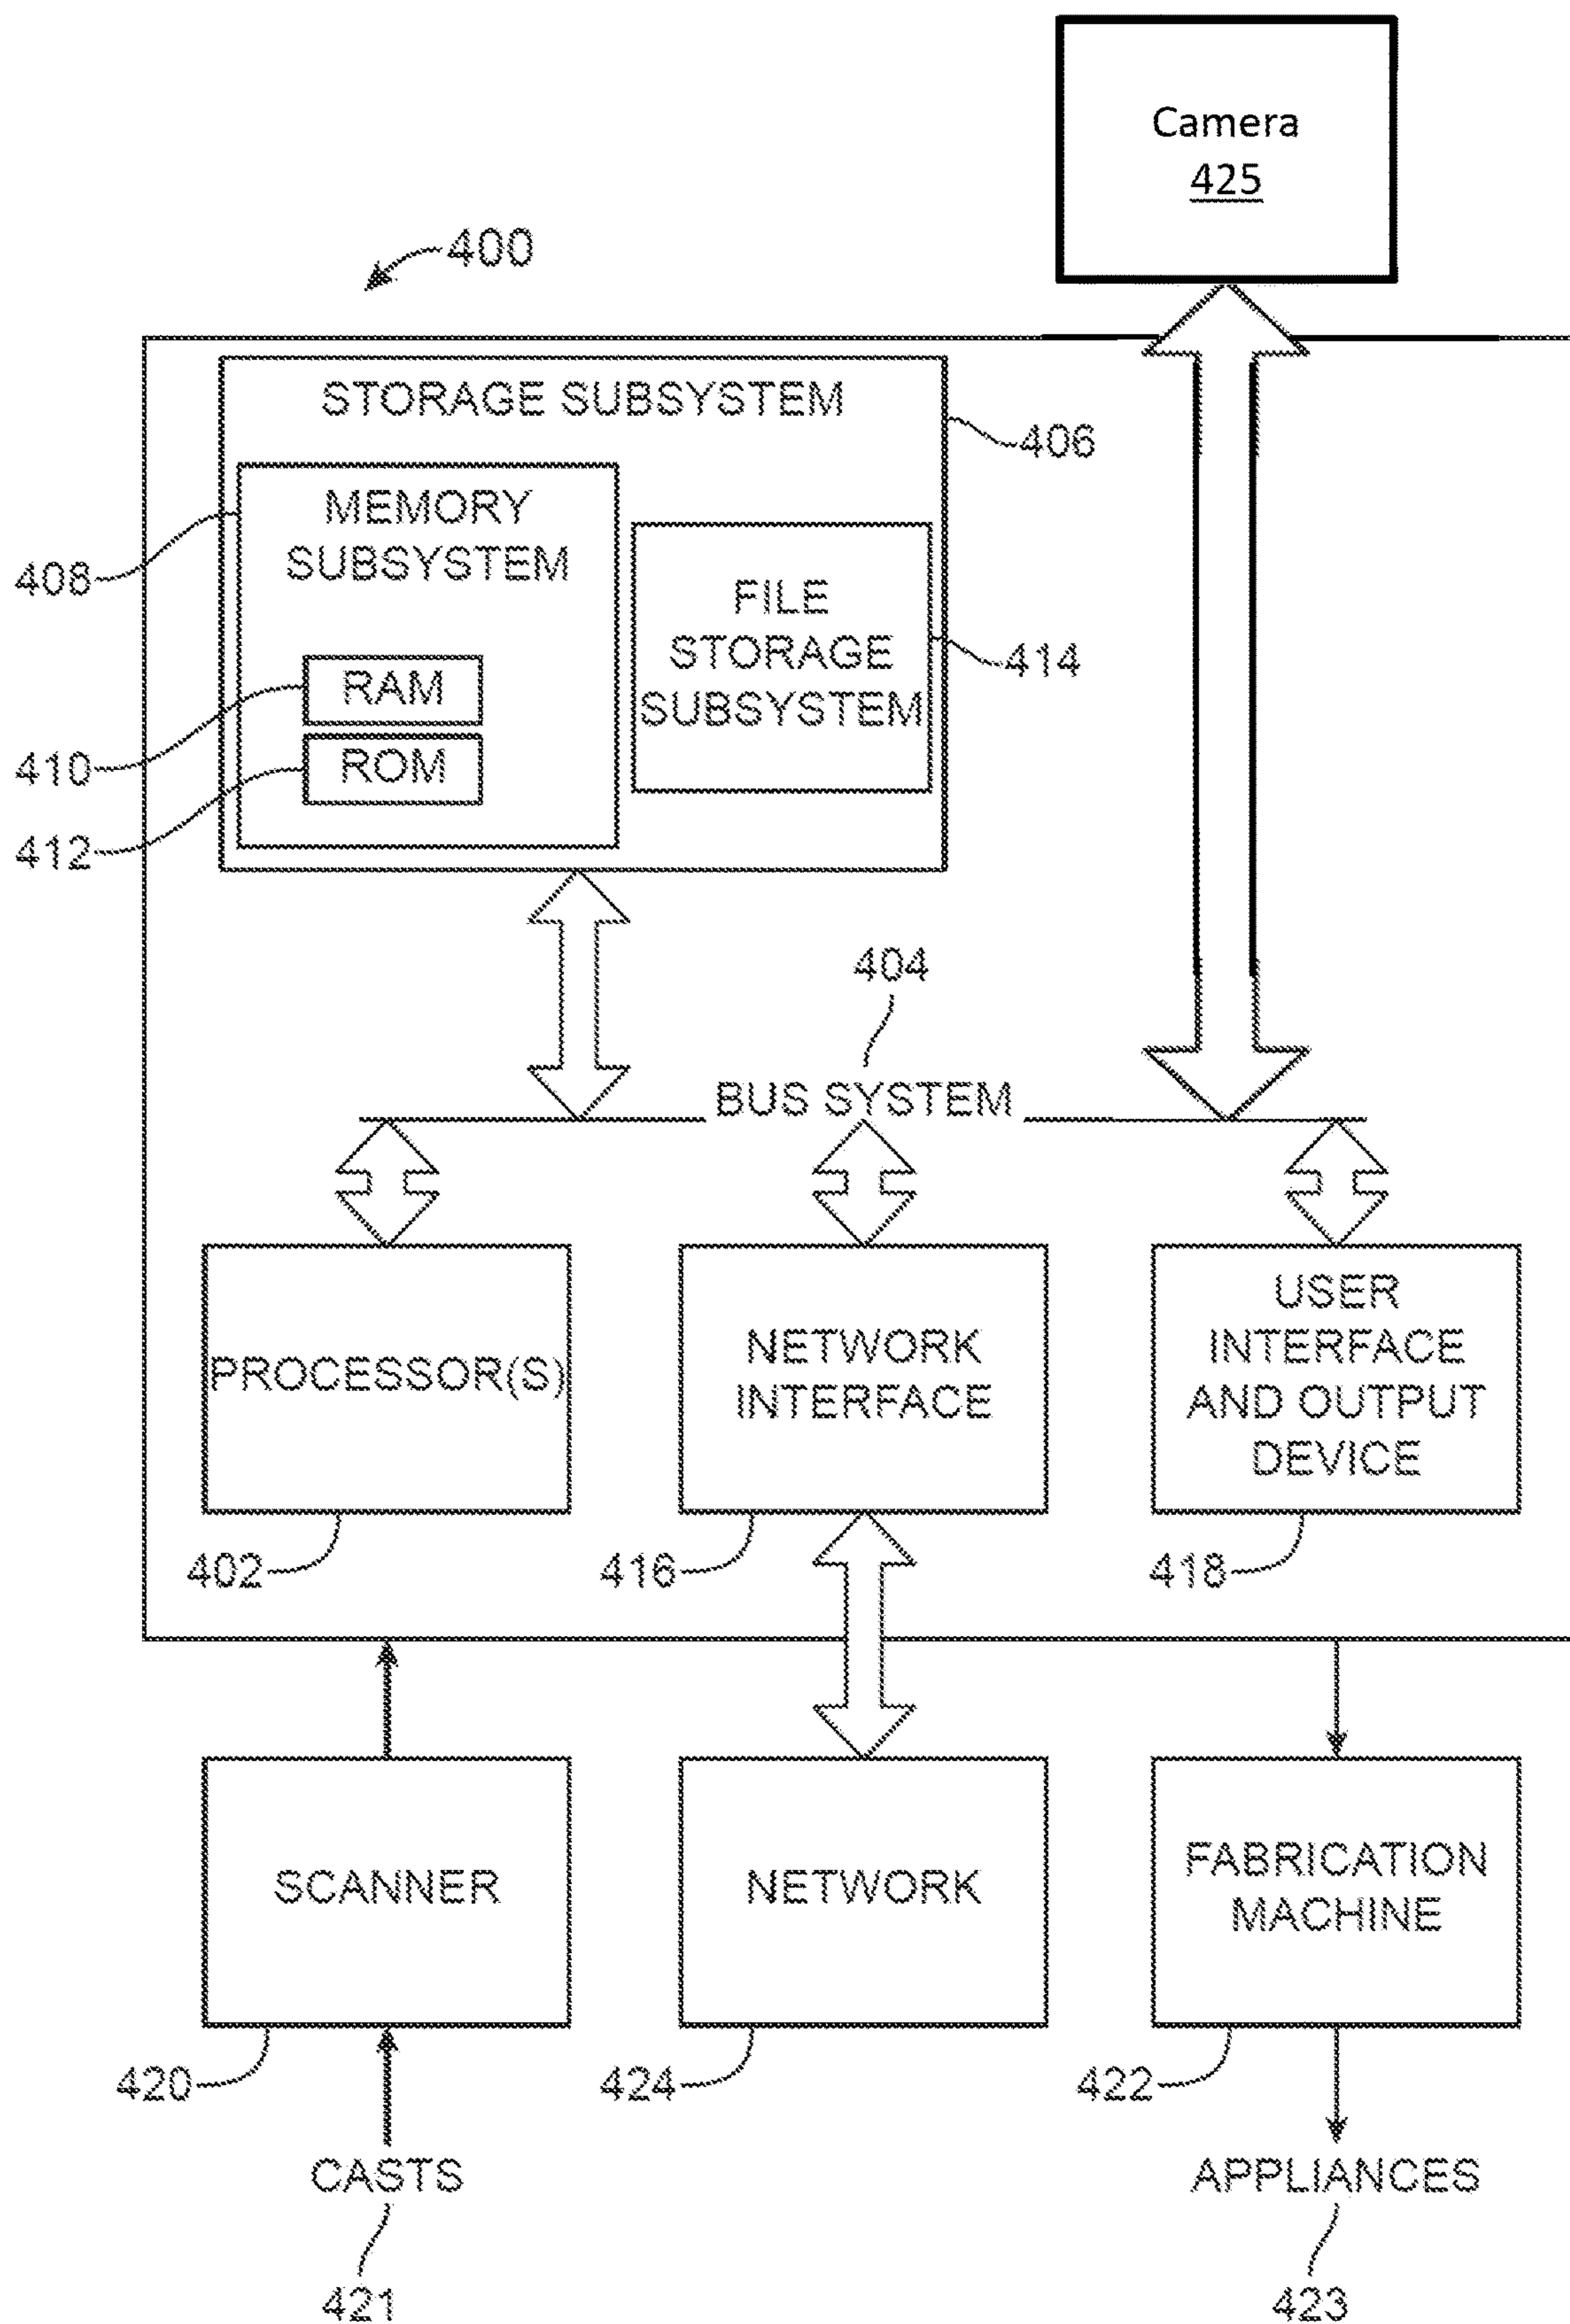 Camera
425
400
STORAGE SUBSYSTEM
406
MEMORY
SUBSYSTEM
408
FILE
STORAGE
SUBSYSTEM
414
RAM
410
ROM
412
404
BUS SYSTEM
PROCESSOR(S)
NETWORK
INTERFACE
USER
INTERFACE
AND OUTPUT
DEVICE
402
416
418
SCANNER
NETWORK
FABRICATION
MACHINE
420
424
422
CASTS
APPLIANCES
421
423